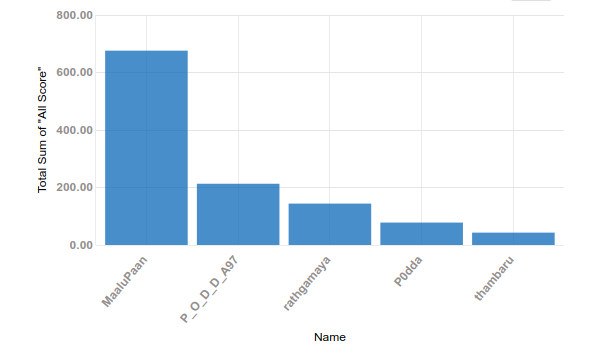 800.00
600.00
400.00
200.00
0.00
Total Sum of "All Score"
MaaluPaan
P_O_D_D_A97
rathgamaya
P0dda
thambaru
Name